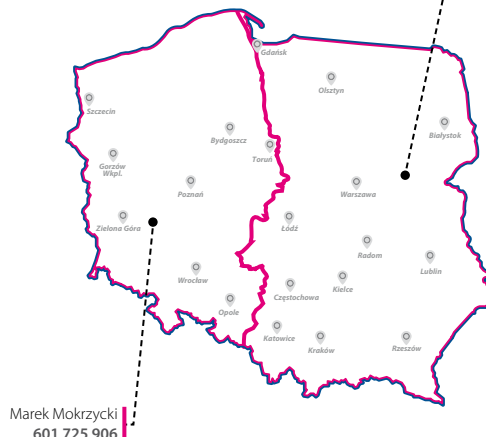 Gdańsk
Olsztyn
Szczecin
Białystok
Bydgoszcz
Toruń
Gorzów
Wkpl.
Poznań
Warszawa
Zielona Góra
Łódź
Radom
Lublin
Wrocław
Kielce
Częstochowa
Opole
Katowice
Kraków
Rzeszów
Marek Mokrzycki
601 725 906